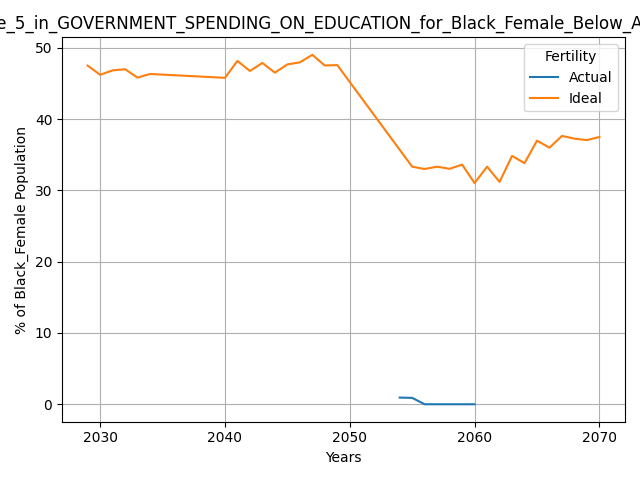 e_5_in_GOVERNMENT_SPENDING_ON_EDUCATION_for_Black_Female_Below_A
50
40
30
20
10
0
% of Black_Female Population
Fertility
Actual
Ideal
2030 2040 2050 2060 2070
Years